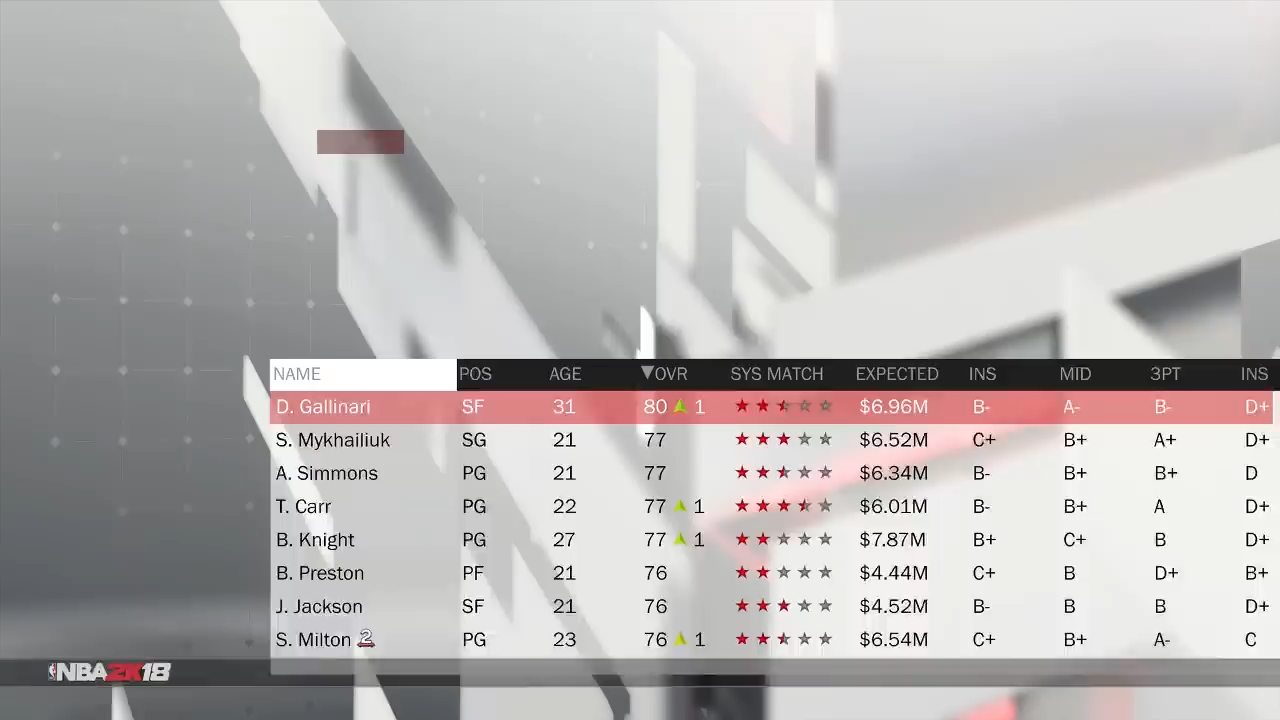 NAME POS AGE ▼OVR SYS MATCH EXPECTED INS MID 3PT INS
D. Gallinari SF 31 80 ▲ 1 $6.96M B- A- B- D+
S. Mykhailiuk SG 21 77 $6.52M C+ B+ A+ D+
A. Simmons PG 21 77 $6.34M B- B+ B+ D
T. Carr PG 22 77 ▲ 1 $6.01M B- B+ A D+
B. Knight PG 27 77 ▲ 1 $7.87M B+ C+ B D+
B. Preston PF 21 76 $4.44M C+ B D+ B+
J. Jackson SF 21 76 $4.52M B- B B D+
S. Milton 2 PG 23 76 ▲ 1 $6.54M C+ B+ A- C
NBA2K18